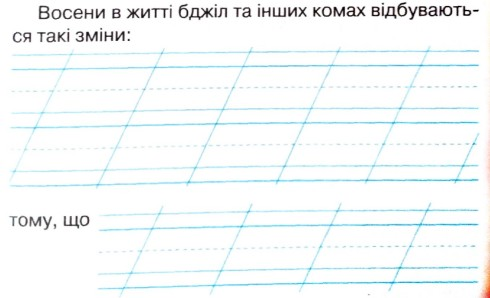 Восени в житті бджіл та інших комах відбувають-
ся такі зміни:
тому, що